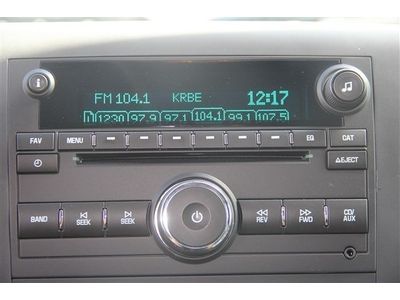 FM 104.1 KRBE 12:17
1230 97.9 97.1 104.1 99.1 107.5
FAV MENU EQ CAT
EJECT
BAND SEEK SEEK REV FWD CD/AUX